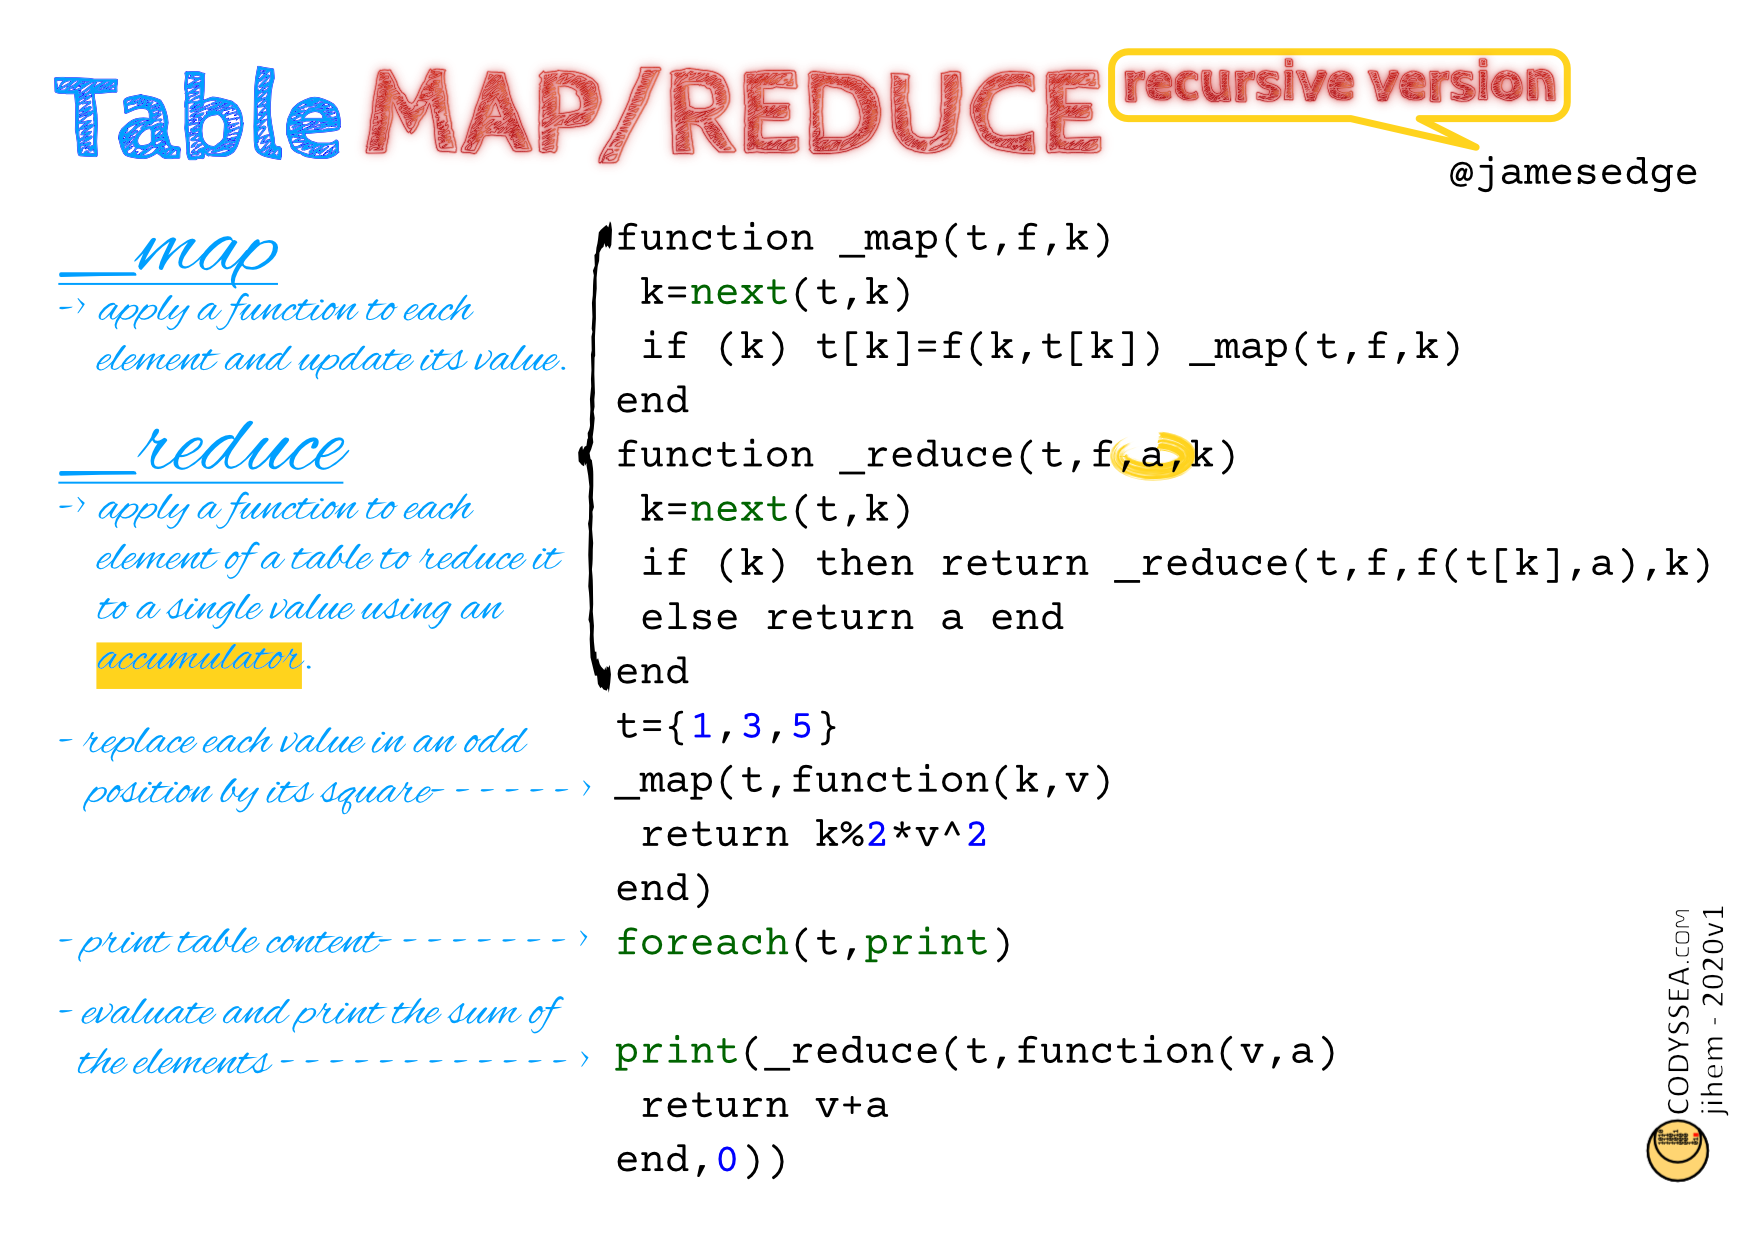 Table MAP/REDUCE recursive version
@jamesedge
__map
-> apply a function to each
element and update its value.
__reduce
-> apply a function to each
element of a table to reduce it
to a single value using an
accumulator.
- replace each value in an odd
position by its square- - - - - - >
- print table content- - - - - - - - >
- evaluate and print the sum of
the elements - - - - - - - - - - - - >
function _map(t,f,k)
 k=next(t,k)
 if (k) t[k]=f(k,t[k]) _map(t,f,k)
end
function _reduce(t,f,a,k)
 k=next(t,k)
 if (k) then return _reduce(t,f,f(t[k],a),k)
 else return a end
end
t={1,3,5}
_map(t,function(k,v)
 return k%2*v^2
end)
foreach(t,print)
print(_reduce(t,function(v,a)
 return v+a
end,0))
CODYSSEA.COM
jihem - 2020v1